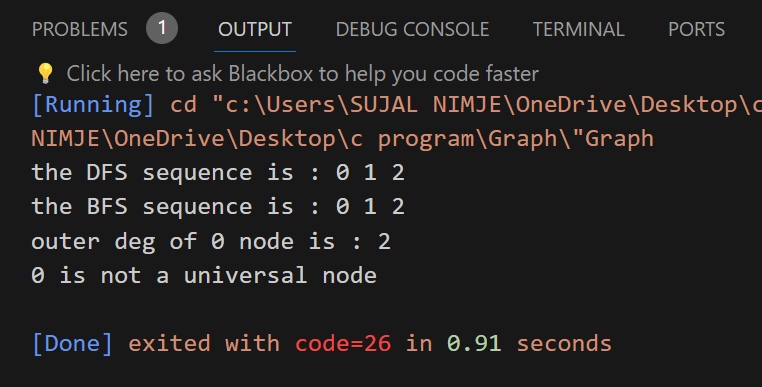 PROBLEMS 1 OUTPUT DEBUG CONSOLE TERMINAL PORTS
Click here to ask Blackbox to help you code faster
[Running] cd "c:\Users\SUJAL NIMJE\OneDrive\Desktop\c
NIMJE\OneDrive\Desktop\c program\Graph\"Graph
the DFS sequence is : 0 1 2
the BFS sequence is : 0 1 2
outer deg of 0 node is : 2
0 is not a universal node
[Done] exited with code=26 in 0.91 seconds